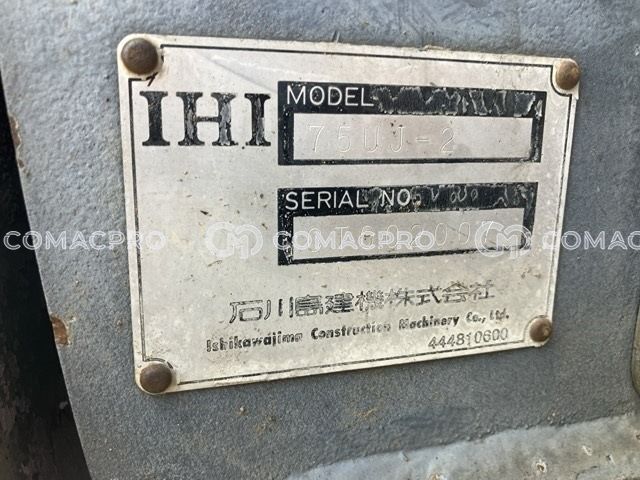 IHI
MODEL
75UJ-2
SERIAL NO.
石川島建機株式会社
Ishikawajima Construction Machinery Co., Ltd.
444810600
COMACPRO COMACPRO COMACPRO